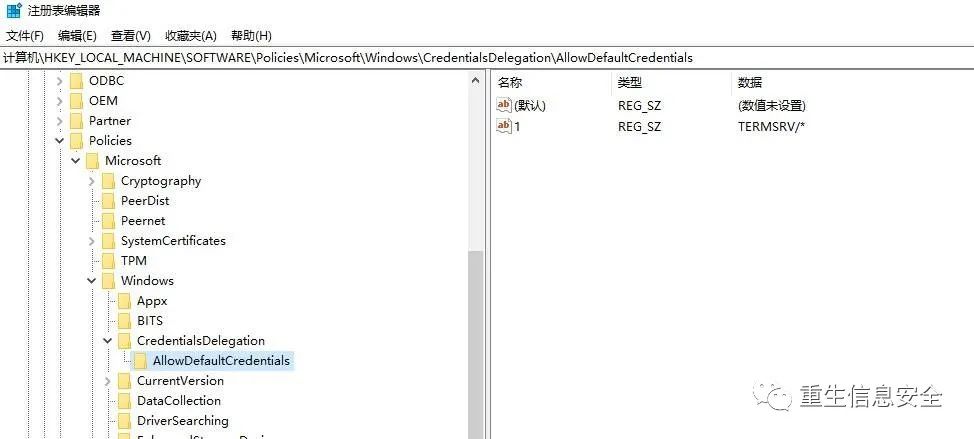 注册表编辑器
文件(F) 编辑(E) 查看(V) 收藏夹(A) 帮助(H)
计算机\HKEY_LOCAL_MACHINE\SOFTWARE\Policies\Microsoft\Windows\CredentialsDelegation\AllowDefaultCredentials
ODBC
OEM
Partner
Policies
Microsoft
Cryptography
PeerDist
Peernet
SystemCertificates
TPM
Windows
Appx
BITS
CredentialsDelegation
AllowDefaultCredentials
CurrentVersion
DataCollection
DriverSearching
名称 类型 数据
ab (默认) REG_SZ (数值未设置)
ab 1 REG_SZ TERMSRV/*
重生信息安全